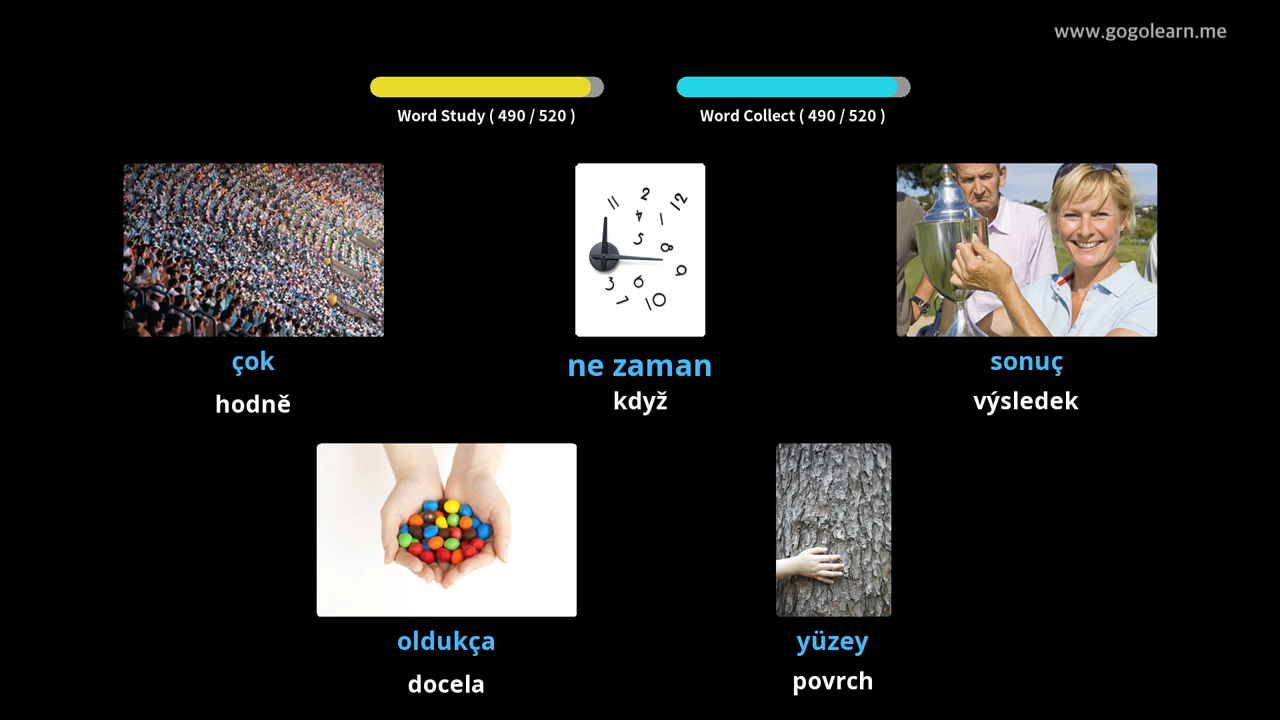 www.gogolearn.me
Word Study ( 490 / 520 )
Word Collect ( 490 / 520 )
çok
ne zaman
sonuç
hodně
když
výsledek
oldukça
yüzey
docela
povrch